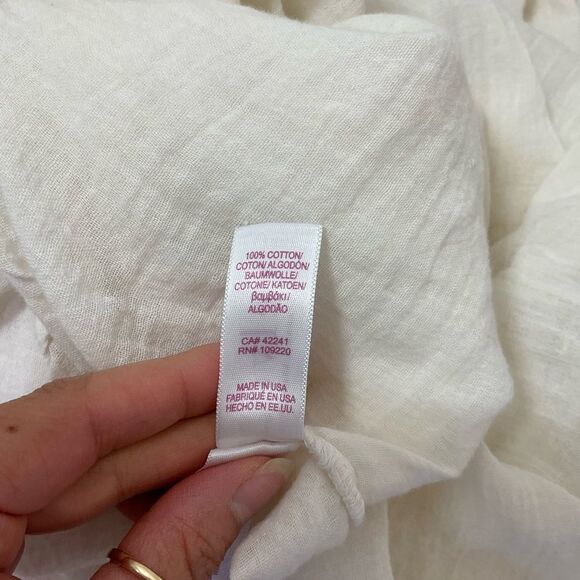 100% COTTON/
COTON/ ALGODÓN/
BAUMWOLLE/
COTONE/ KATOEN/
βαμβάκι/
ALGODÃO
CA# 42241
RN# 109220
MADE IN USA
FABRIQUÉ EN USA
HECHO EN EE.UU.